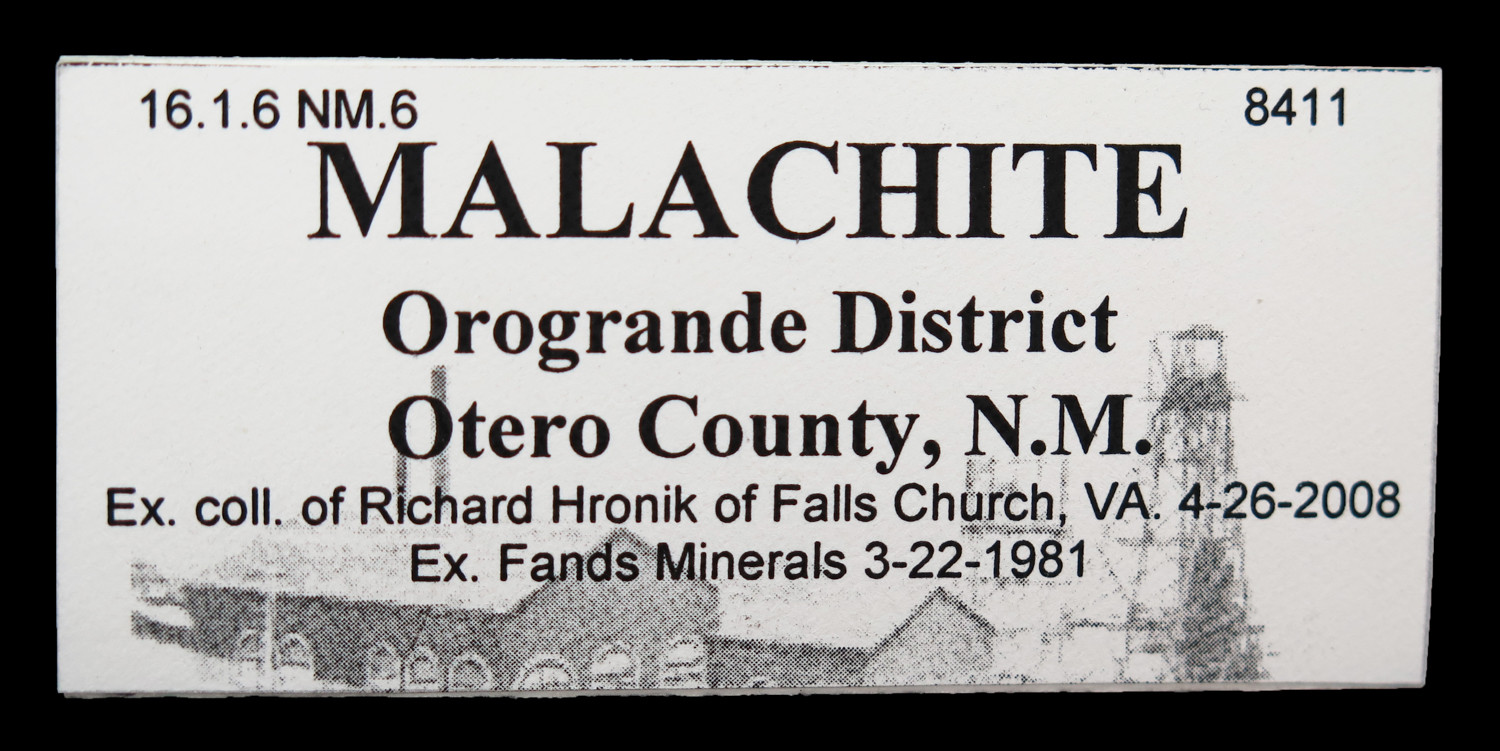 16.1.6 NM.6 8411
MALACHITE
Orogrande District
Otero County, N.M.
Ex. coll. of Richard Hronik of Falls Church, VA. 4-26-2008
Ex. Fands Minerals 3-22-1981